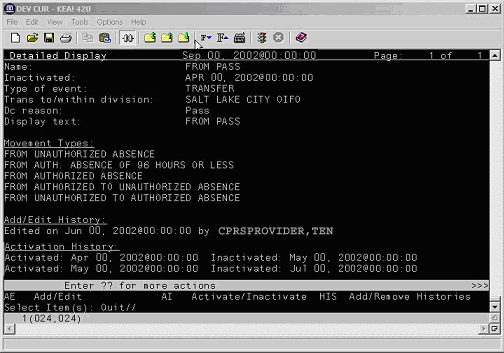 DEV CUR - KEA! 420
File Edit View Tools Options Help
Detailed Display Sep 00, 2002@00:00:00 Page: 1 of 1
Name: FROM PASS
Inactivated: APR 00, 2002@00:00:00
Type of event: TRANSFER
Trans to/within division: SALT LAKE CITY OIFO
Dc reason: Pass
Display text: FROM PASS
Movement Types:
FROM UNAUTHORIZED ABSENCE
FROM AUTH. ABSENCE OF 96 HOURS OR LESS
FROM AUTHORIZED ABSENCE
FROM AUTHORIZED TO UNAUTHORIZED ABSENCE
FROM UNAUTHORIZED TO AUTHORIZED ABSENCE
Add/Edit History:
Edited on Jun 00, 2002@00:00:00 by CPRSPROVIDER,TEN
Activation History:
Activated: Apr 00, 2002@00:00:00 Inactivated: May 00, 2002@00:00:00
Activated: May 00, 2002@00:00:00 Inactivated: Jul 00, 2002@00:00:00
Enter ?? for more actions >>>
AE Add/Edit AI Activate/Inactivate HIS Add/Remove Histories
Select Item(s): Quit//
1(024,024)